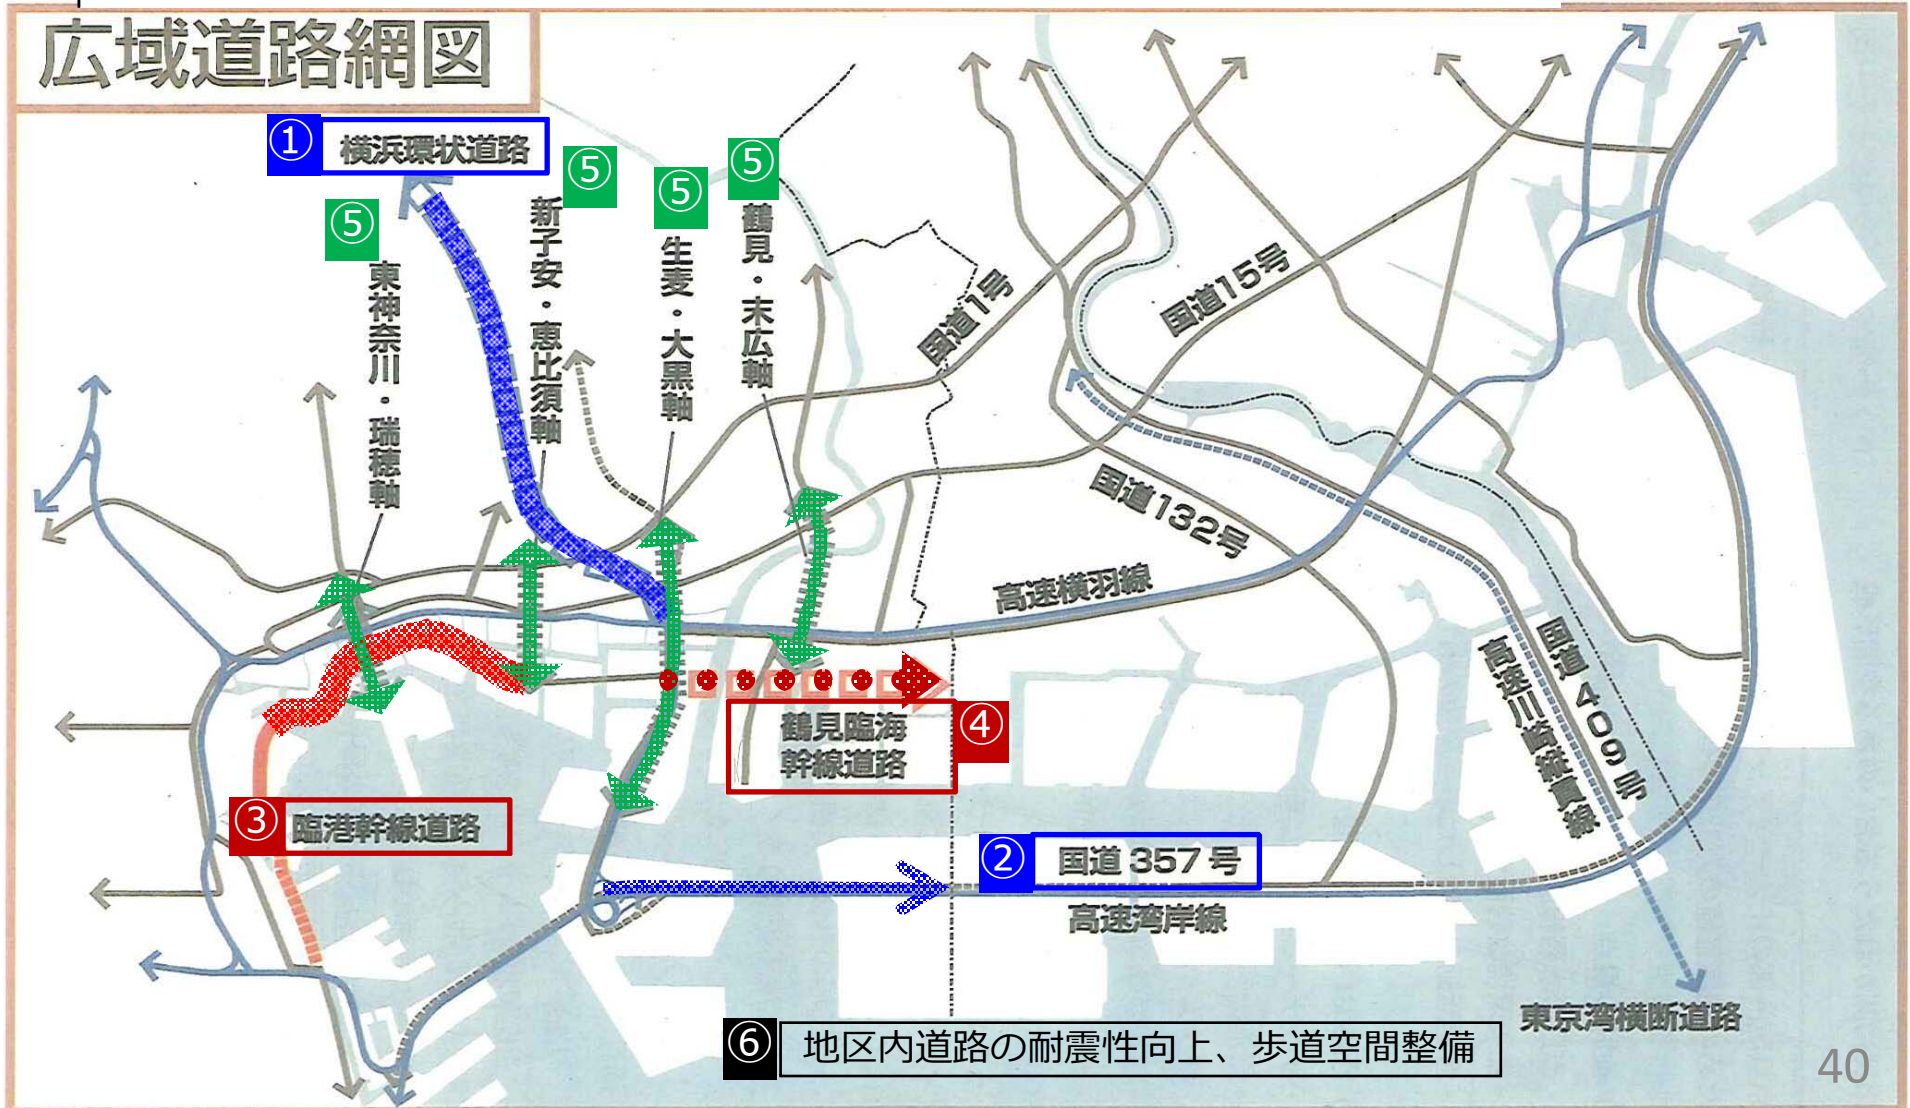 広域道路網図
① 横浜環状道路
⑤
⑤
⑤
⑤
東神奈川・瑞穂軸
新子安・恵比須軸
生麦・大黒軸
鶴見・末広軸
国道1号
国道15号
国道132号
高速横羽線
国道409号
高速川崎縦貫線
鶴見臨海
幹線道路
④
③ 臨港幹線道路
② 国道357号
高速湾岸線
東京湾横断道路
⑥ 地区内道路の耐震性向上、歩道空間整備
40